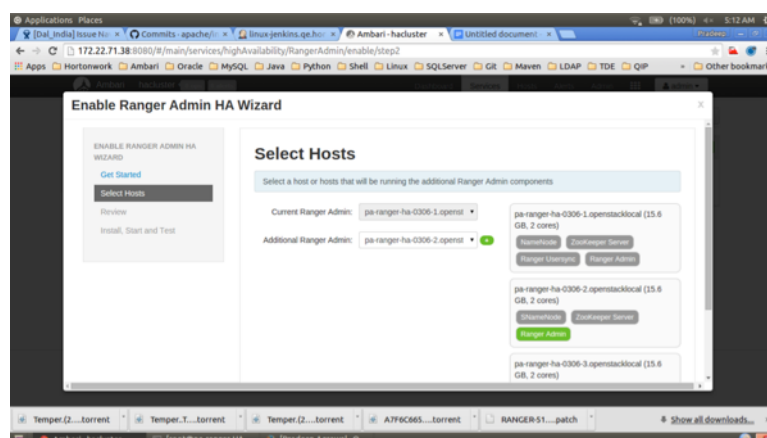 Applications Places
(100%)
5:12 AM
[Dal_India] Issue Na
Commits - apache/
linux-jenkins.qe.hor
Ambari - hacluster
Untitled document
172.22.71.38:8080/#/main/services/highAvailability/RangerAdmin/enable/step2
Apps Hortonwork Ambari Oracle MySQL Java Python Shell Linux SQLServer Git Maven LDAP TDE QIP » Other bookmar
Enable Ranger Admin HA Wizard
x
ENABLE RANGER ADMIN HA
WIZARD
Get Started
Select Hosts
Review
Install, Start and Test
Select Hosts
Select a host or hosts that will be running the additional Ranger Admin components
Current Ranger Admin: pa-ranger-ha-0306-1.openst
Additional Ranger Admin: pa-ranger-ha-0306-2.openst +
pa-ranger-ha-0306-1.openstacklocal (15.6
GB, 2 cores)
NameNode ZooKeeper Server
Ranger Usersync Ranger Admin
pa-ranger-ha-0306-2.openstacklocal (15.6
GB, 2 cores)
SNameNode ZooKeeper Server
Ranger Admin
pa-ranger-ha-0306-3.openstacklocal (15.6
GB, 2 cores)
Temper.(2....torrent
Temper..T....torrent
Temper.(2....torrent
A7F6C665....torrent
RANGER-51....patch
Show all downloads...